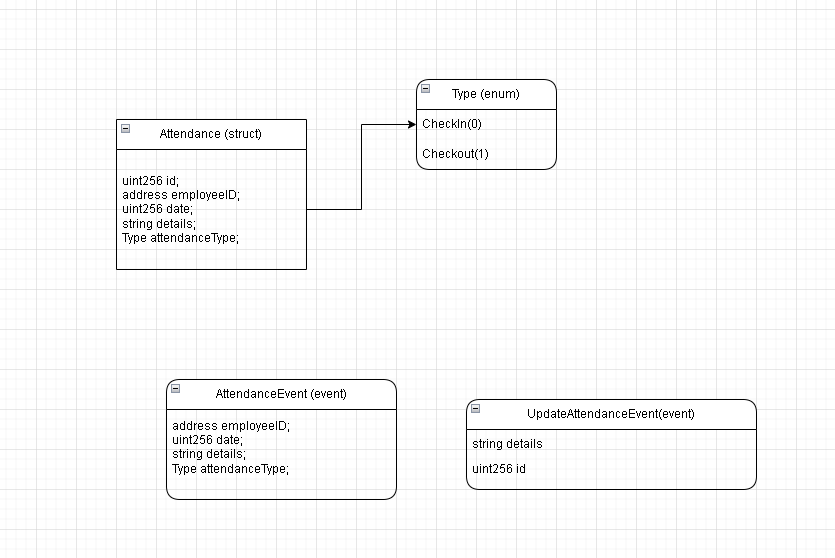 Type (enum)
CheckIn(0)
Checkout(1)
Attendance (struct)
uint256 id;
address employeeID;
uint256 date;
string details;
Type attendanceType;
AttendanceEvent (event)
address employeeID;
uint256 date;
string details;
Type attendanceType;
UpdateAttendanceEvent(event)
string details
uint256 id